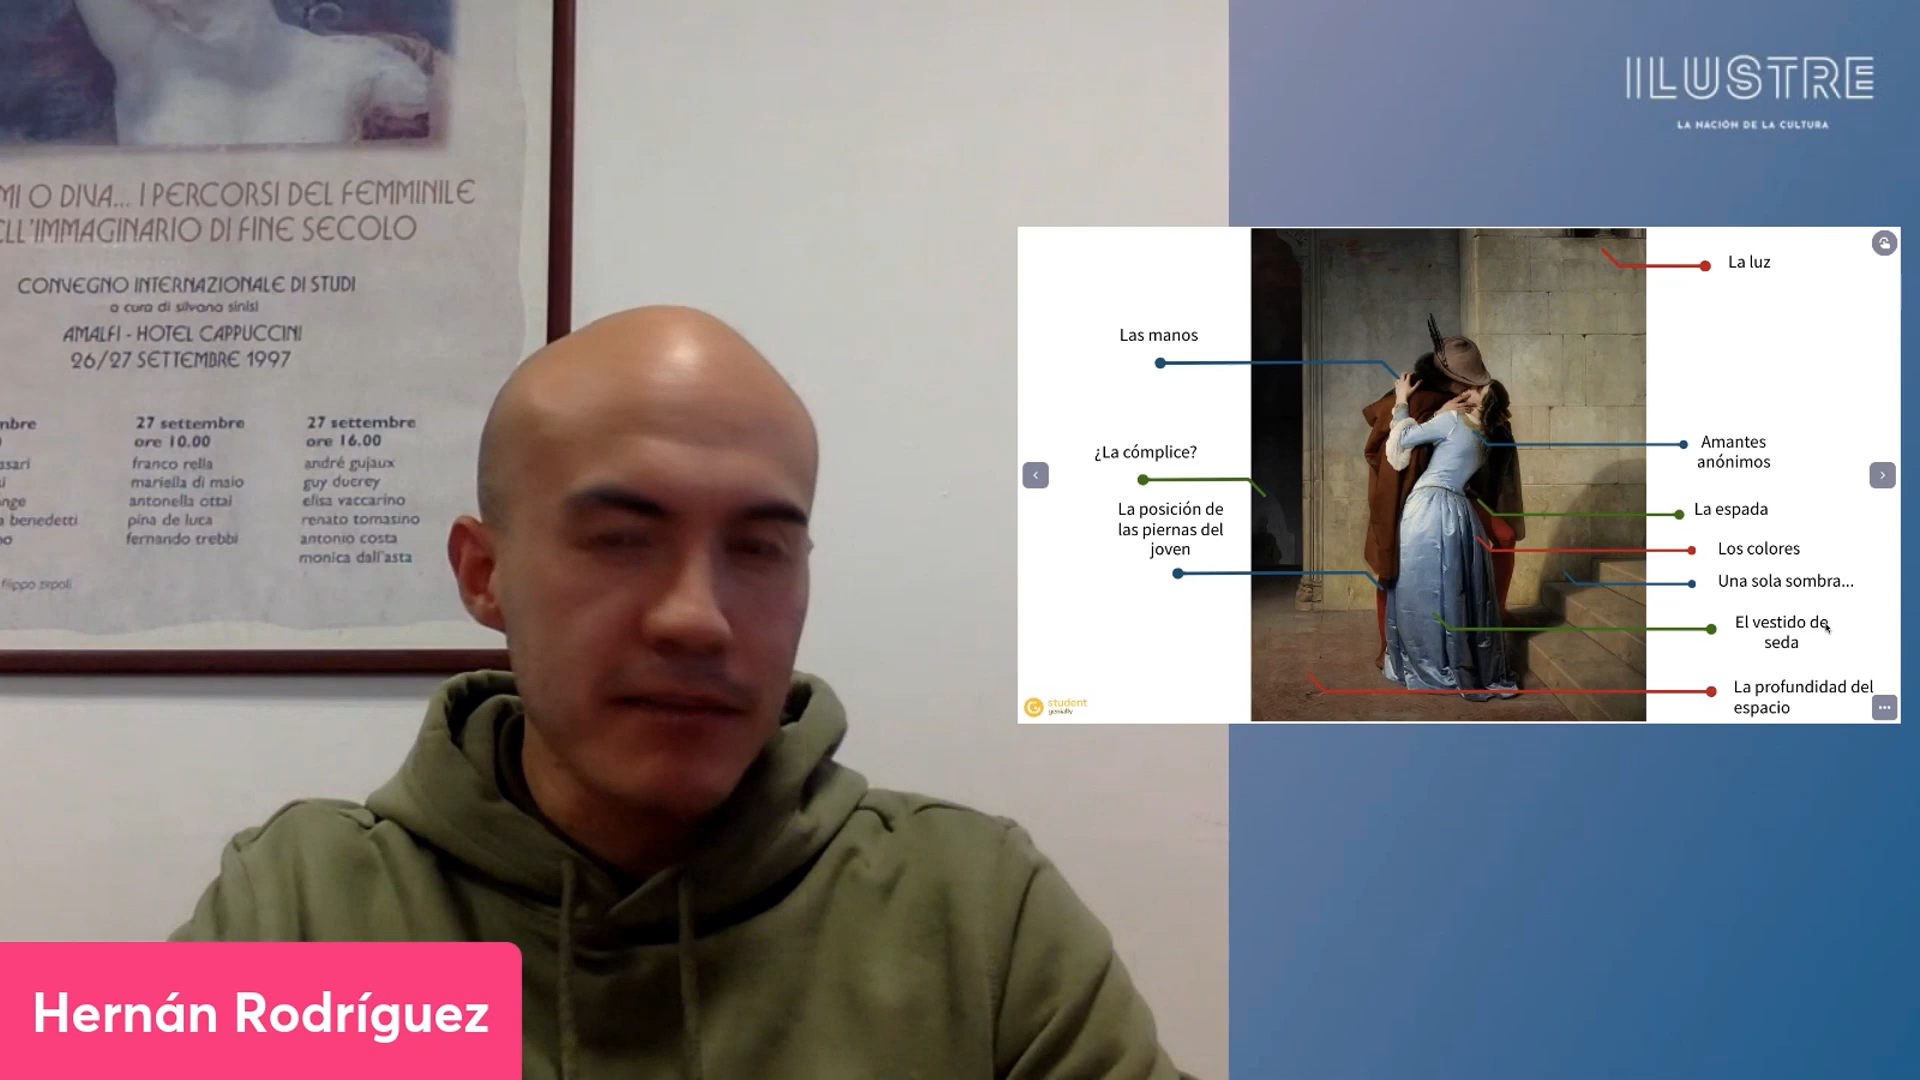 MI O DIVA... I PERCORSI DEL FEMMINILE
ELL'IMMAGINARIO DI FINE SECOLO
CONVEGNO INTERNAZIONALE DI STUDI
a cura di silvana sinisi
AMALFI - HOTEL CAPPUCCINI
26/27 SETTEMBRE 1997
mbre
27 settembre
ore 10.00
franco rella
mariella di maio
antonella ottai
pina de luca
fernando trebbi
27 settembre
ore 16.00
andré gujaux
guy ducrey
elisa vaccarino
renato tomasino
antonio costa
monica dall'asta
benedetti
Hernán Rodríguez
ILUSTRE
LA NACIÓN DE LA CULTURA
La luz
Las manos
¿La cómplice?
La posición de
las piernas del
joven
Amantes
anónimos
La espada
Los colores
Una sola sombra...
El vestido de
seda
La profundidad del
espacio
student
genially